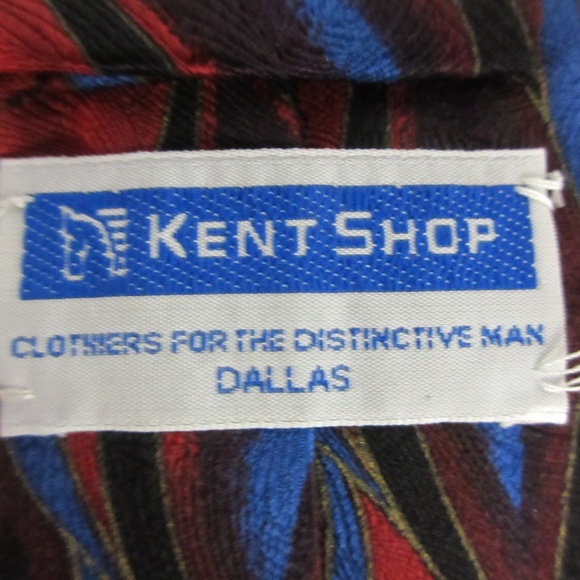 KENT SHOP
CLOTHIERS FOR THE DISTINCTIVE MAN
DALLAS